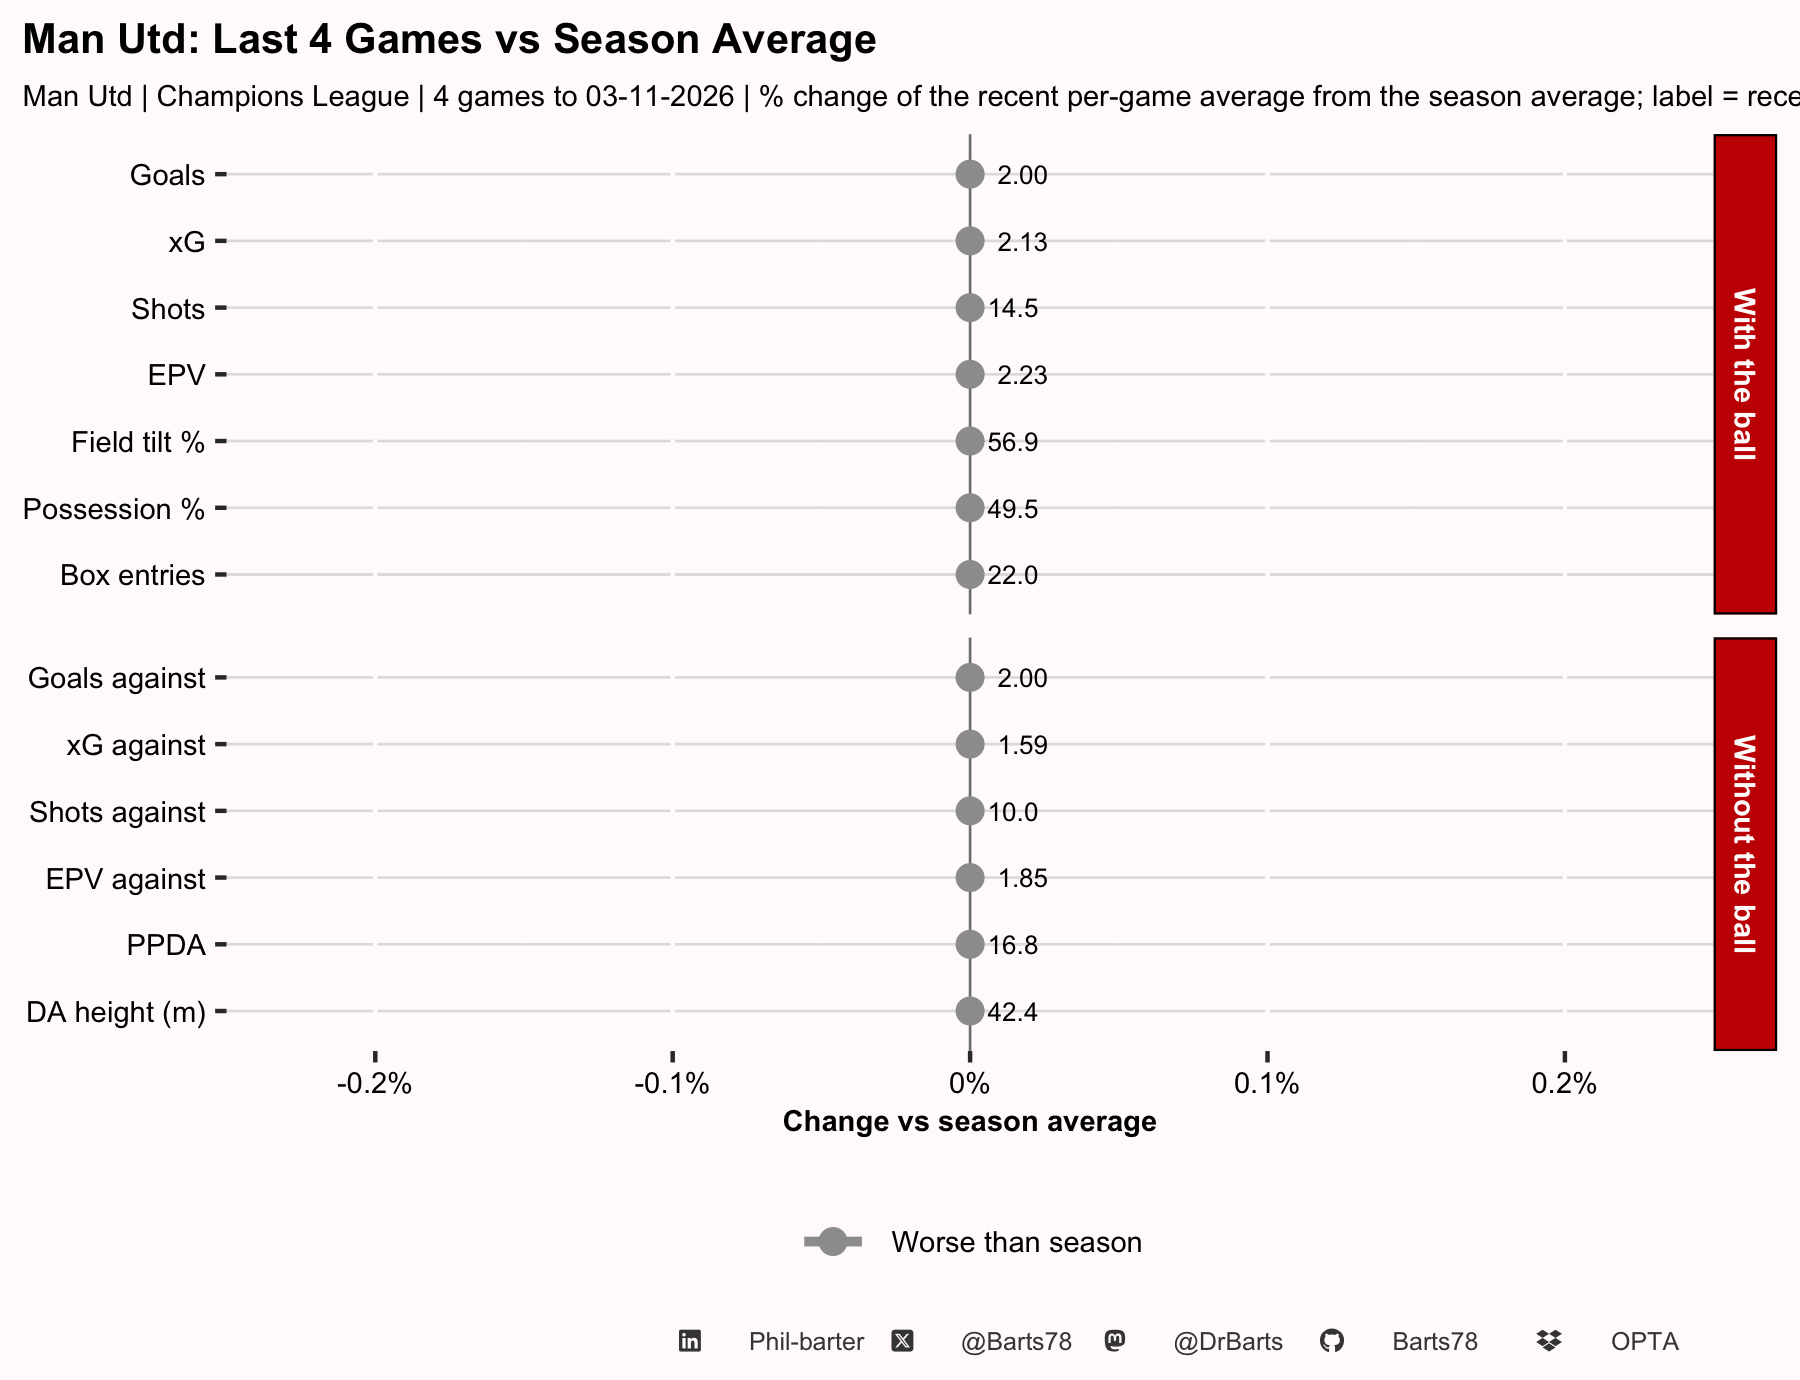 Man Utd: Last 4 Games vs Season Average
Man Utd | Champions League | 4 games to 03-11-2026 | % change of the recent per-game average from the season average; label = rece
Goals 2.00
xG 2.13
Shots 14.5
EPV 2.23
Field tilt % 56.9
Possession % 49.5
Box entries 22.0
With the ball
Goals against 2.00
xG against 1.59
Shots against 10.0
EPV against 1.85
PPDA 16.8
DA height (m) 42.4
Without the ball
-0.2% -0.1% 0% 0.1% 0.2%
Change vs season average
Worse than season
Phil-barter @Barts78 @DrBarts Barts78 OPTA